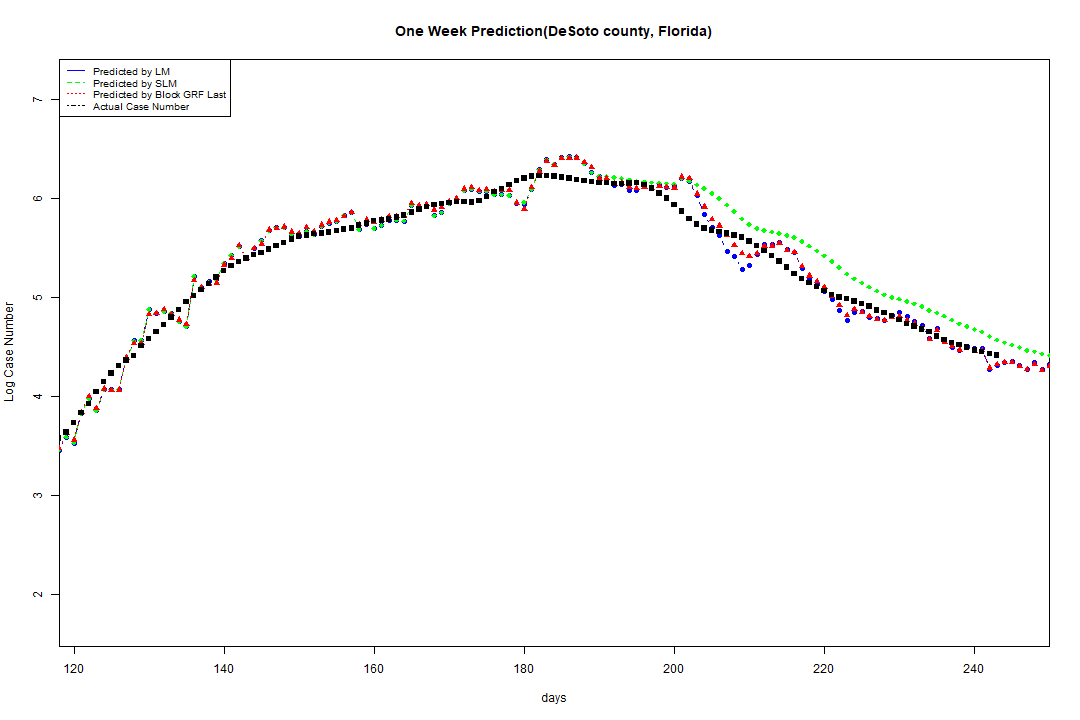 One Week Prediction(DeSoto county, Florida)
Predicted by LM
Predicted by SLM
Predicted by Block GRF Last
Actual Case Number
7
6
5
4
3
2
Log Case Number
120 140 160 180 200 220 240
days